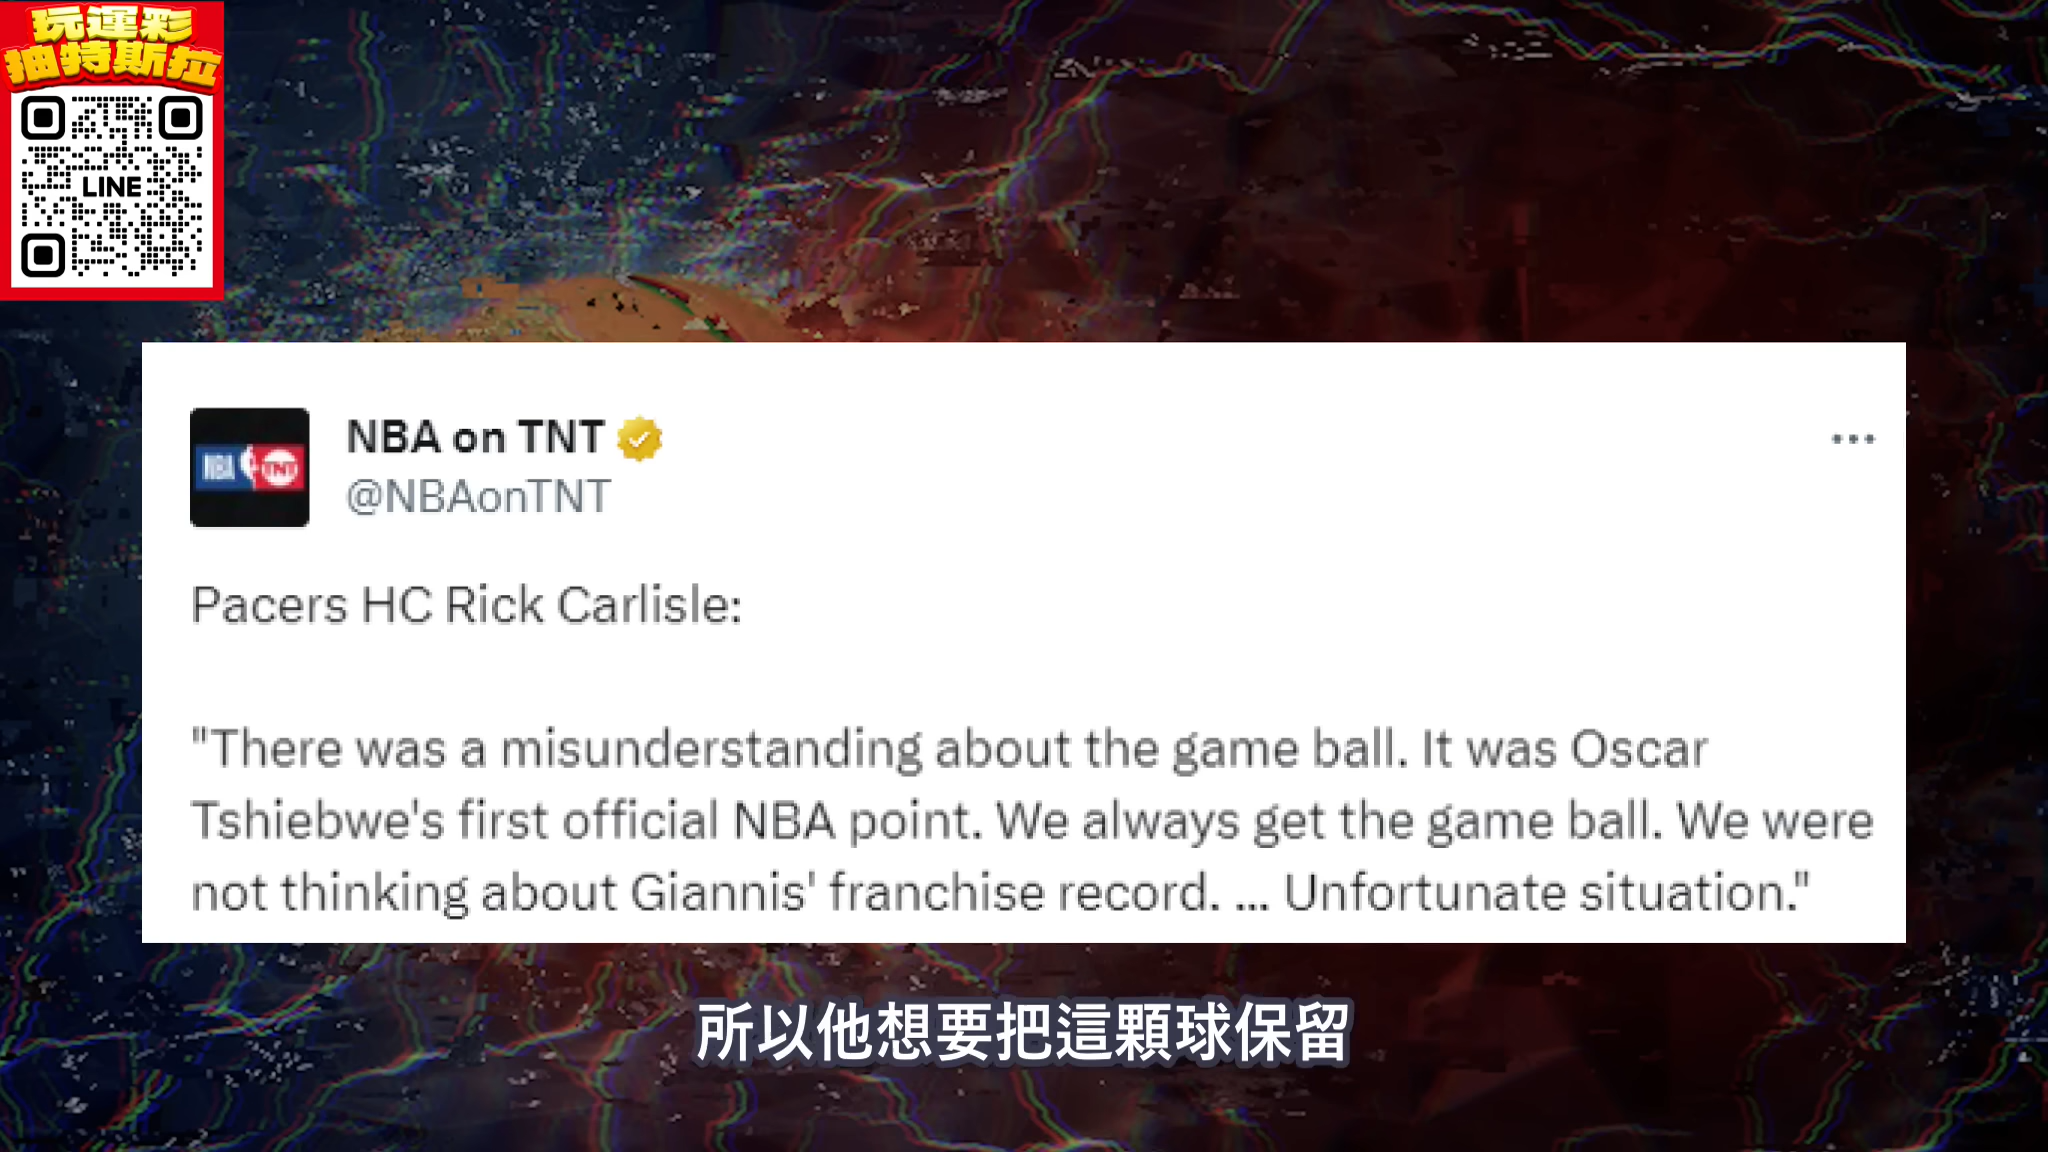 玩運彩
抽特斯拉
LINE
NBA on TNT
@NBAonTNT
NBA TNT
Pacers HC Rick Carlisle:
"There was a misunderstanding about the game ball. It was Oscar
Tshiebwe's first official NBA point. We always get the game ball. We were
not thinking about Giannis' franchise record. ... Unfortunate situation."
所以他想要把這顆球保留